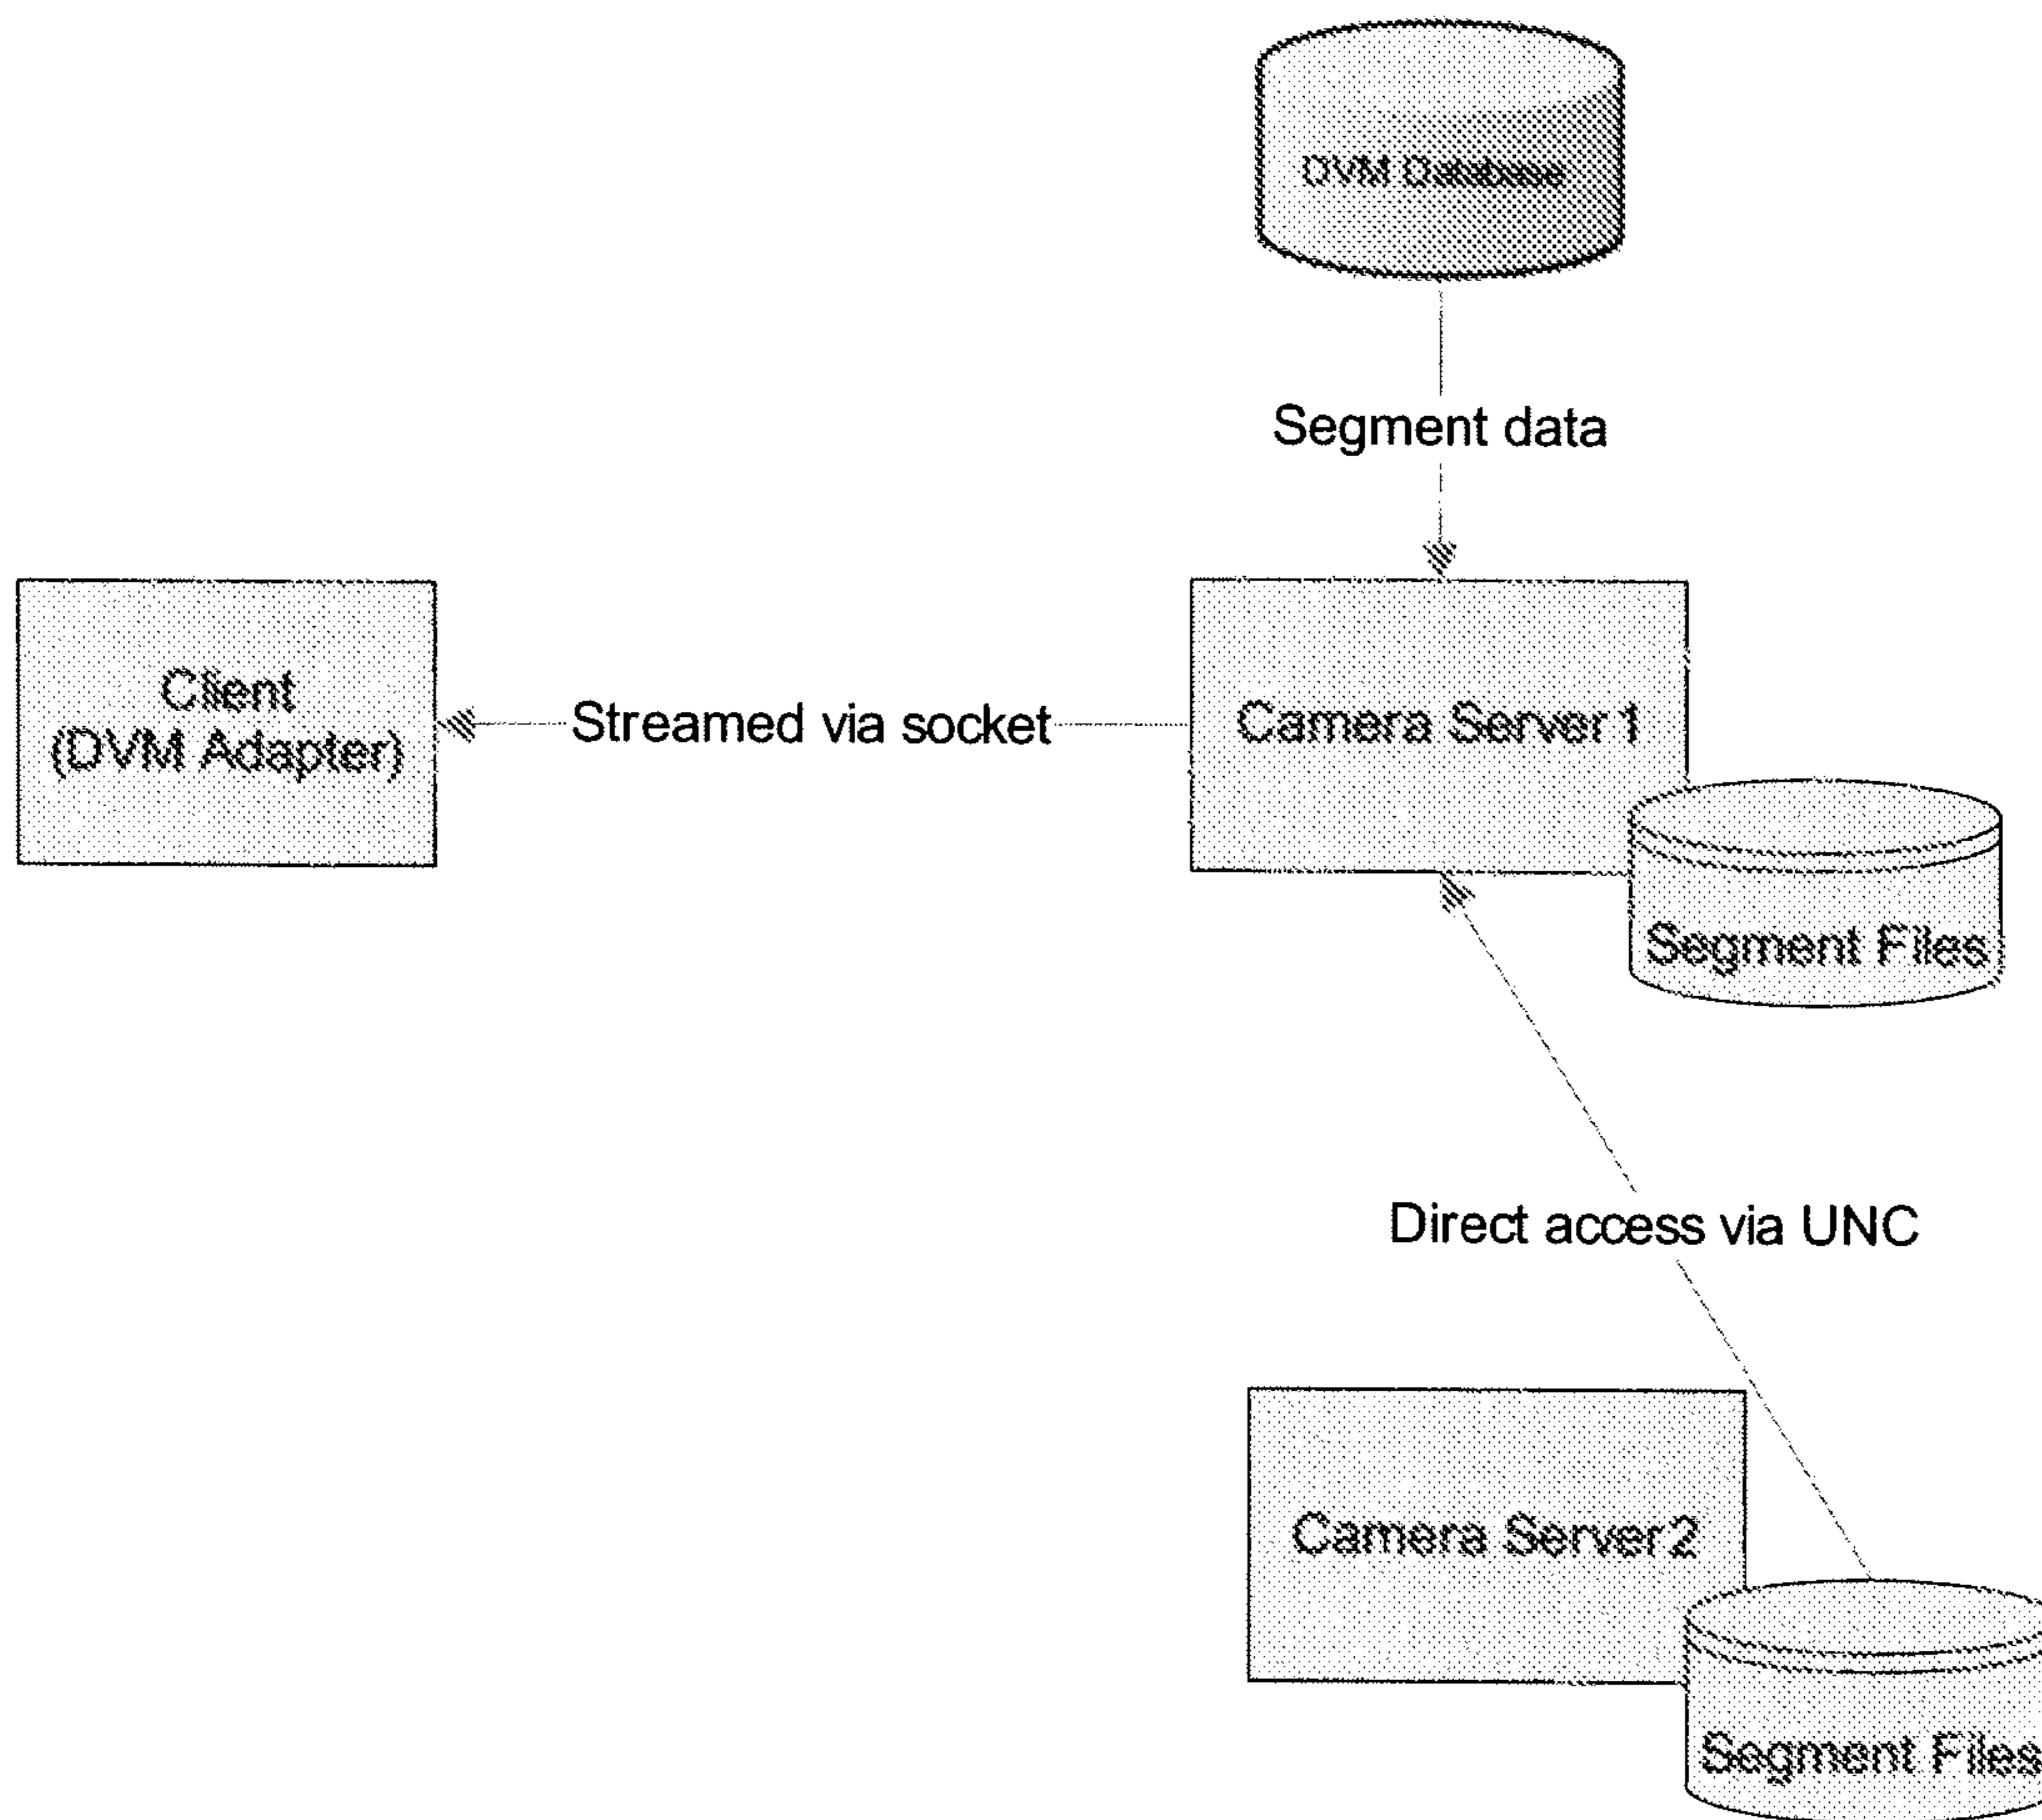 DVM Database
Segment data
Client
(DVM Adapter)
Streamed via socket
Camera Server 1
Segment Files
Direct access via UNC
Camera Server 2
Segment Files